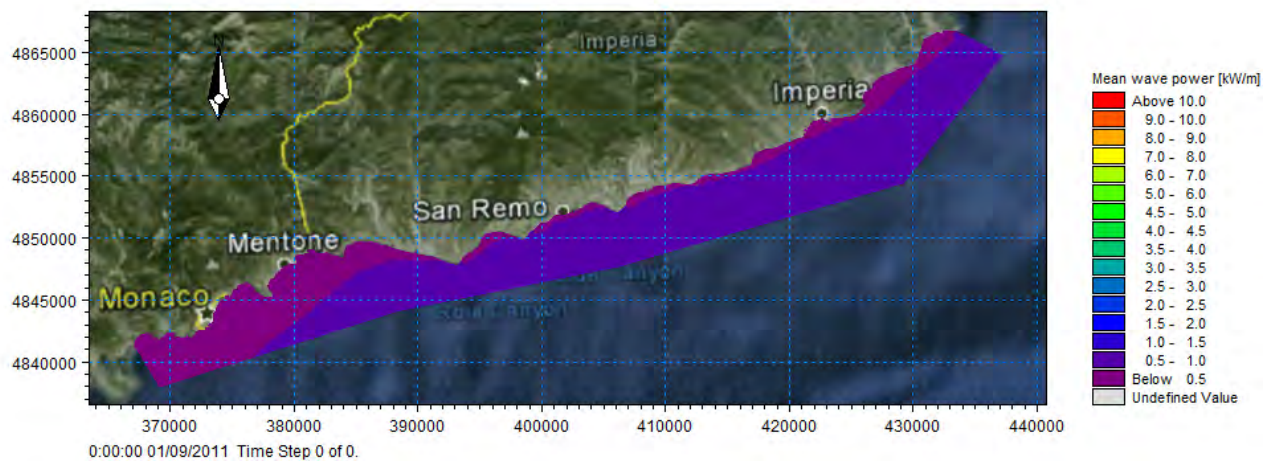 4865000
4860000
4855000
4850000
4845000
4840000
370000 380000 390000 400000 410000 420000 430000 440000
N
Imperia
Imperia
San Remo
Mentone
Monaco
Canyon
Roia Canyon
0:00:00 01/09/2011 Time Step 0 of 0.
Mean wave power [kW/m]
Above 10.0
9.0 - 10.0
8.0 - 9.0
7.0 - 8.0
6.0 - 7.0
5.0 - 6.0
4.5 - 5.0
4.0 - 4.5
3.5 - 4.0
3.0 - 3.5
2.5 - 3.0
2.0 - 2.5
1.5 - 2.0
1.0 - 1.5
0.5 - 1.0
Below 0.5
Undefined Value